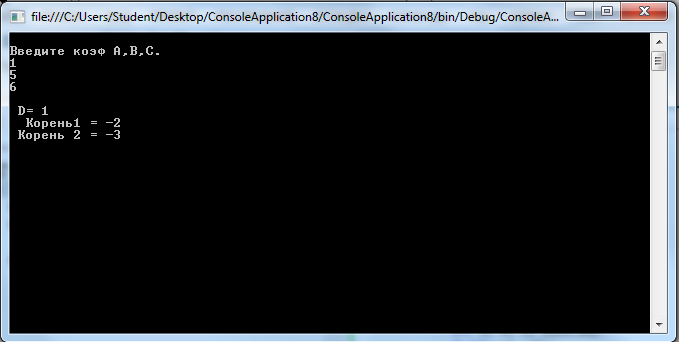 file:///C:/Users/Student/Desktop/ConsoleApplication8/ConsoleApplication8/bin/Debug/ConsoleA...
Введите коэф A,B,C.
1
5
6
D= 1
Корень1 = -2
Корень 2 = -3